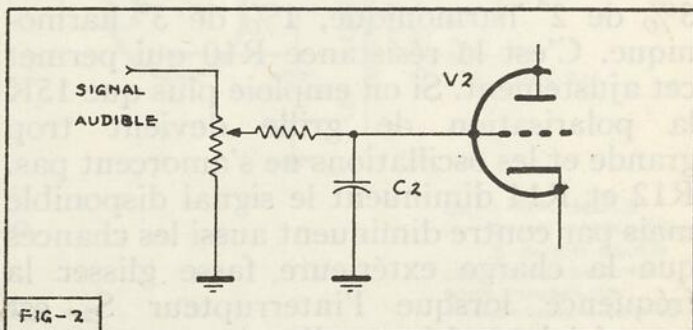 3% de 2e harmonique, 1% de 3e harmo-
nique. C'est la résistance R10 qui permet
cet ajustement. Si on emploie plus que 15K
la polarisation de grille devient trop
grande et les oscillations ne s'amorcent pas.
R12 et R14 diminuent le signal disponible
mais par contre diminuent aussi les chances
que la charge extérieure fasse glisser la
fréquence lorsque l'interrupteur
SIGNAL
AUDIBLE
V2
C2
FIG-2